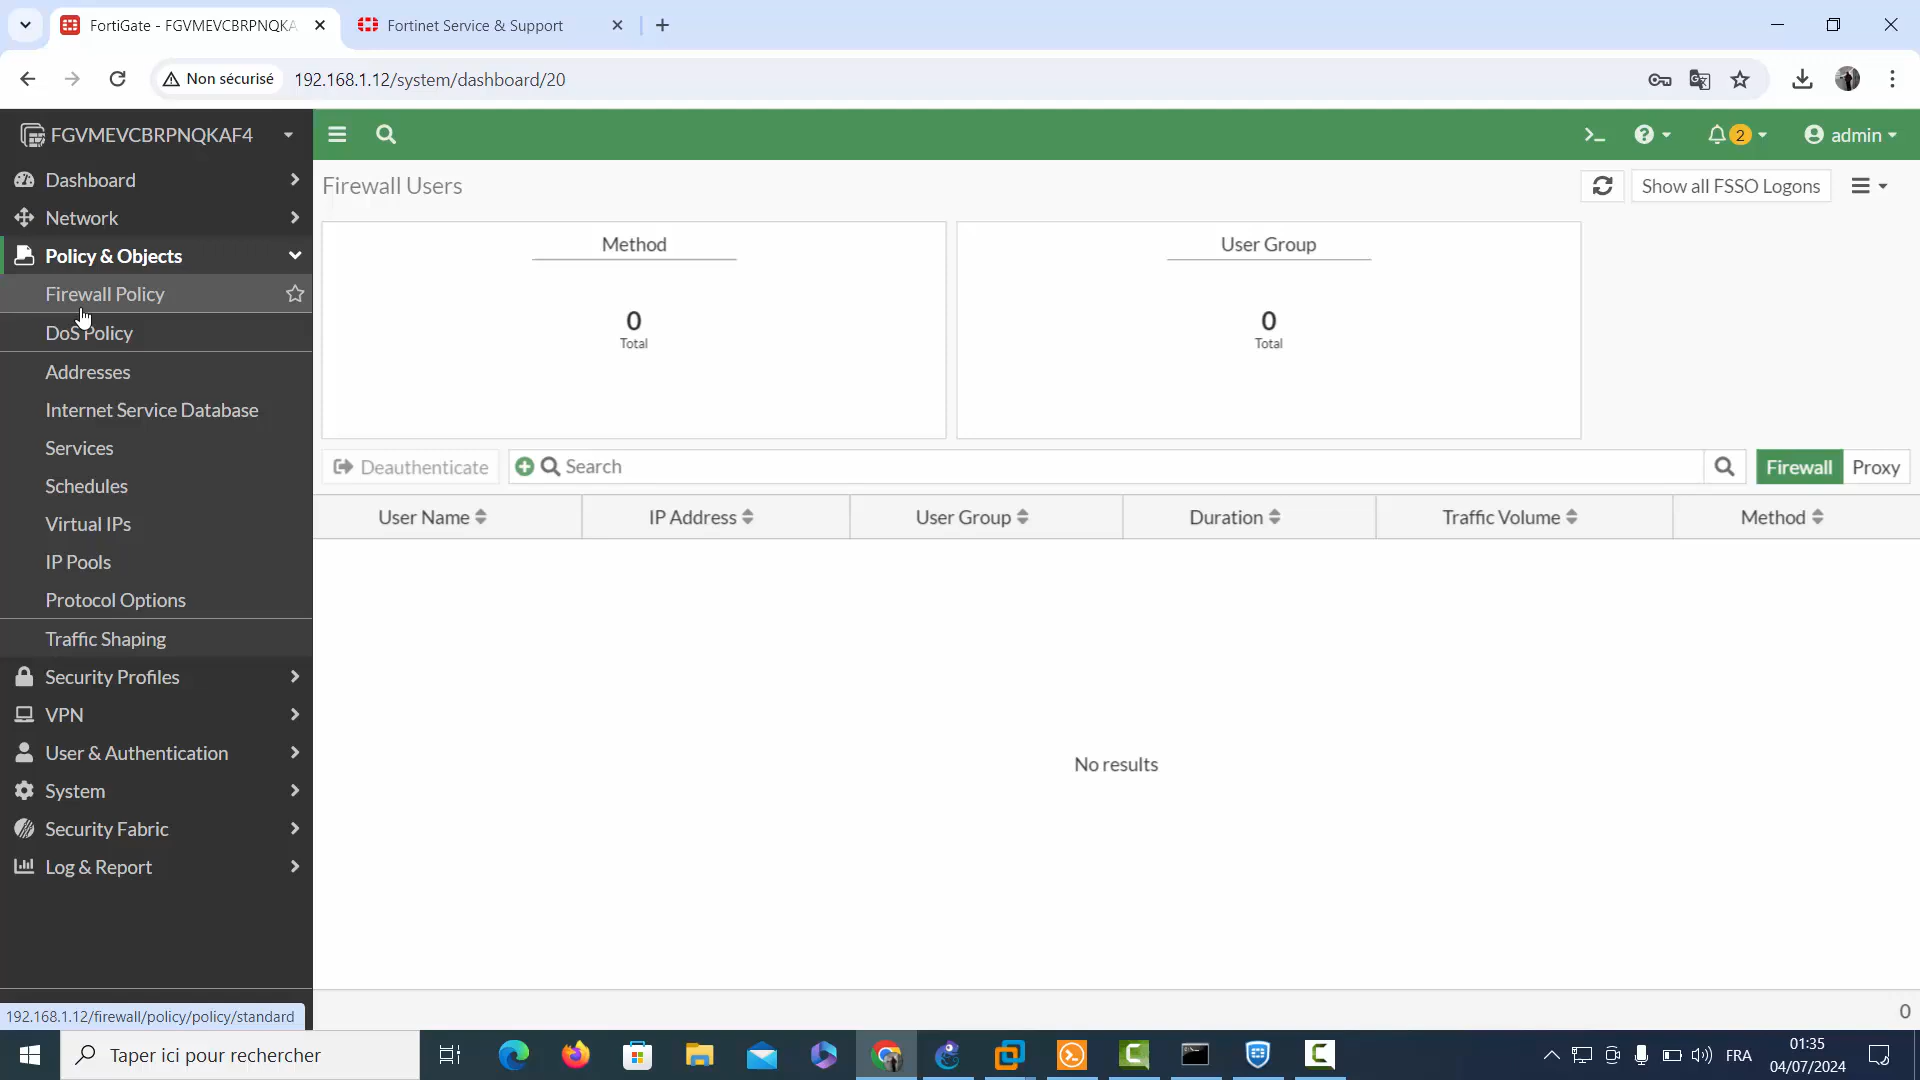 FortiGate - FGVMEVCBRPNQKA
Fortinet Service & Support
Non sécurisé
192.168.1.12/system/dashboard/20
FGVMEVCBRPNQKAF4
2
admin
Dashboard
Network
Policy & Objects
Firewall Policy
DoS Policy
Addresses
Internet Service Database
Services
Schedules
Virtual IPs
IP Pools
Protocol Options
Traffic Shaping
Security Profiles
VPN
User & Authentication
System
Security Fabric
Log & Report
Firewall Users
Show all FSSO Logons
Method
0
Total
User Group
0
Total
Deauthenticate
Search
Firewall
Proxy
User Name
IP Address
User Group
Duration
Traffic Volume
Method
No results
0
192.168.1.12/firewall/policy/policy/standard
Taper ici pour rechercher
FRA
01:35
04/07/2024